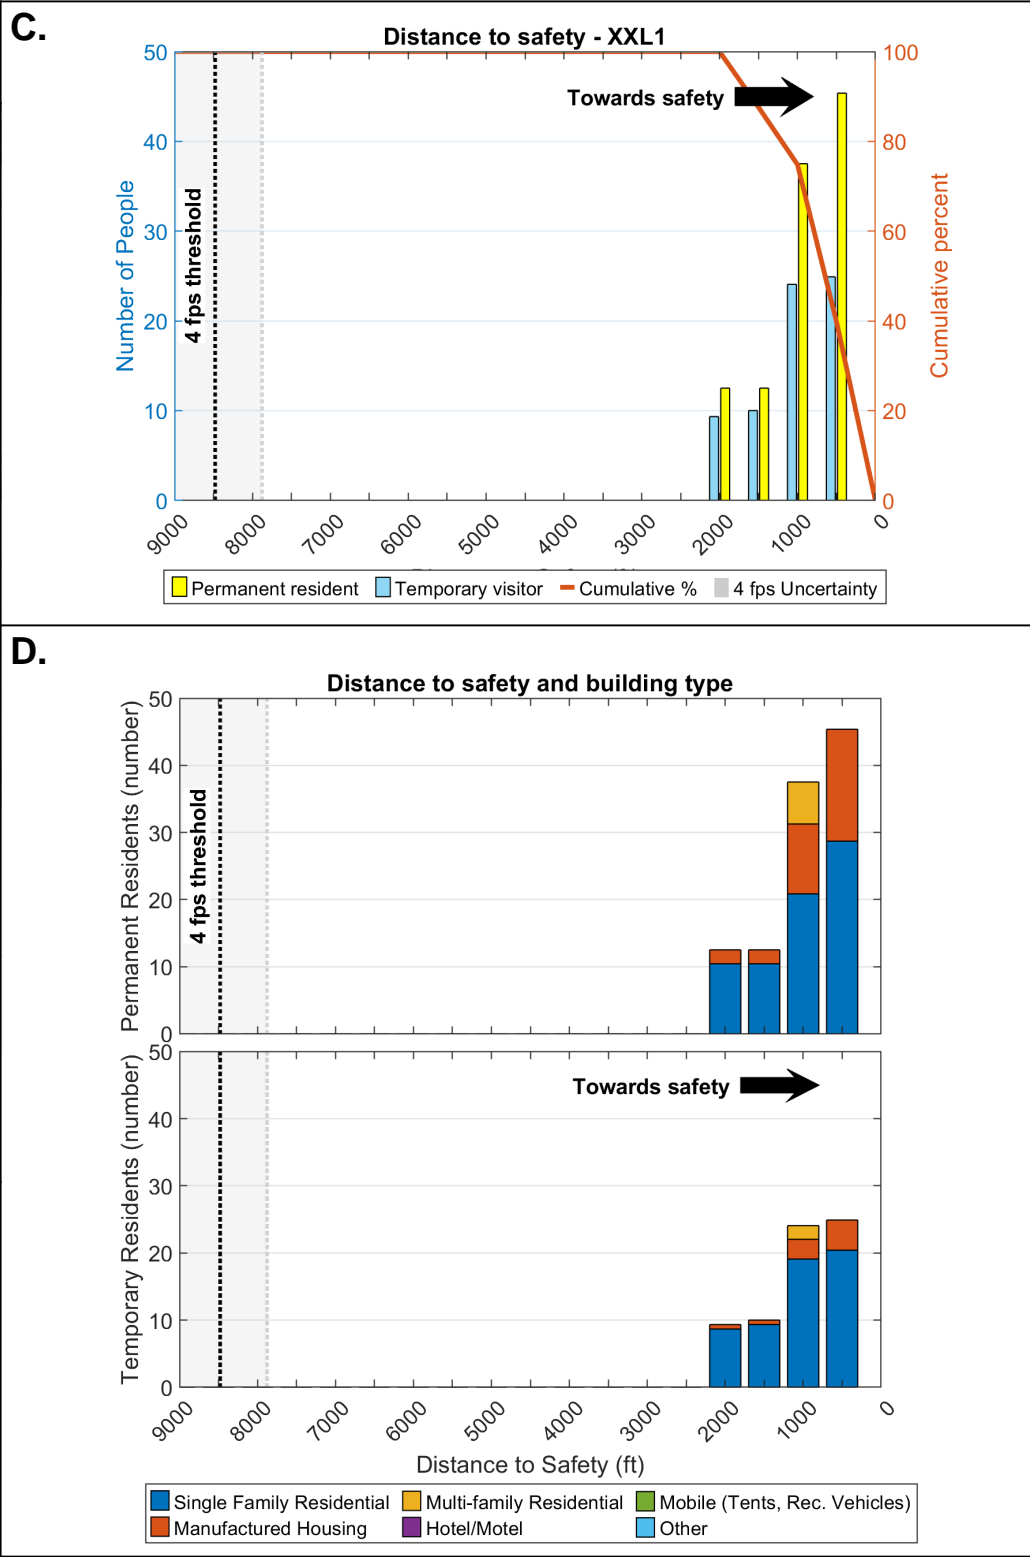 C.
Distance to safety - XXL1
50
40
30
20
10
0
Number of People
4 fps threshold
Towards safety
100
80
60
40
20
0
Cumulative percent
9000 8000 7000 6000 5000 4000 3000 2000 1000 0
Permanent resident Temporary visitor Cumulative % 4 fps Uncertainty
D.
Distance to safety and building type
50
40
30
20
10
0
Permanent Residents (number)
4 fps threshold
50
40
30
20
10
0
Temporary Residents (number)
Towards safety
9000 8000 7000 6000 5000 4000 3000 2000 1000 0
Distance to Safety (ft)
Single Family Residential Multi-family Residential Mobile (Tents, Rec. Vehicles)
Manufactured Housing Hotel/Motel Other